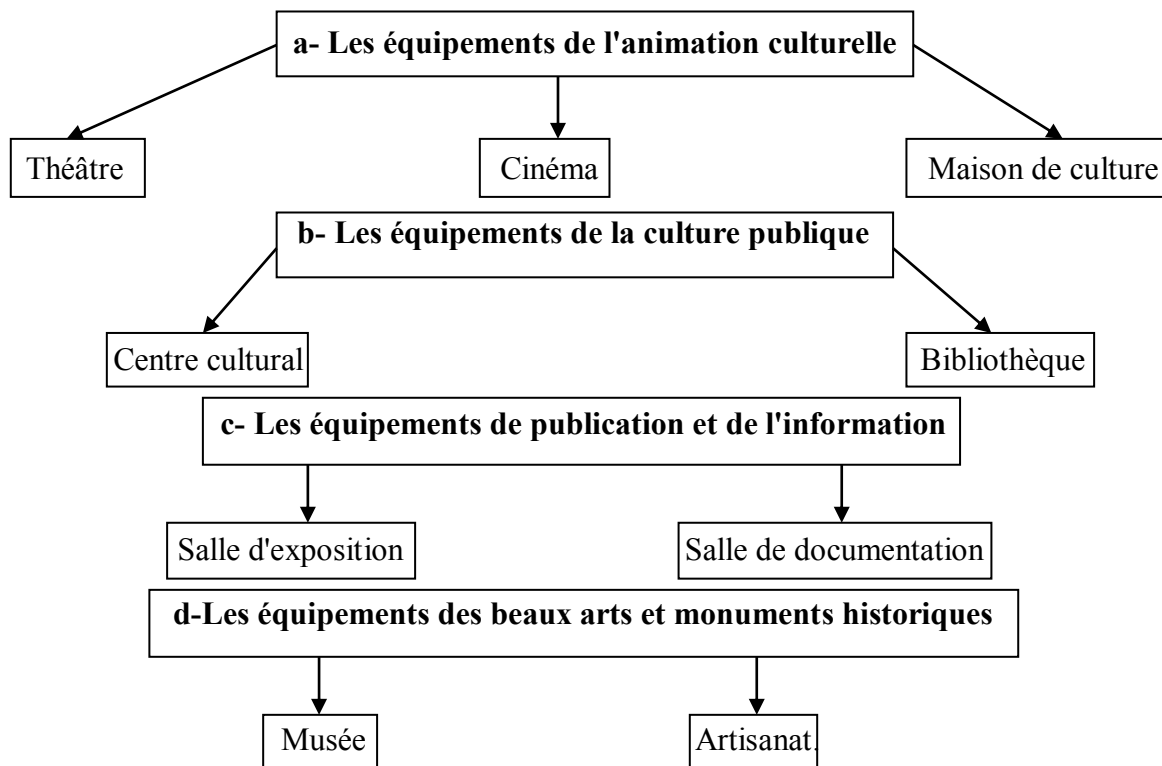 a- Les équipements de l'animation culturelle
Théâtre
Cinéma
Maison de culture
b- Les équipements de la culture publique
Centre cultural
Bibliothèque
c- Les équipements de publication et de l'information
Salle d'exposition
Salle de documentation
d-Les équipements des beaux arts et monuments historiques
Musée
Artisanat.